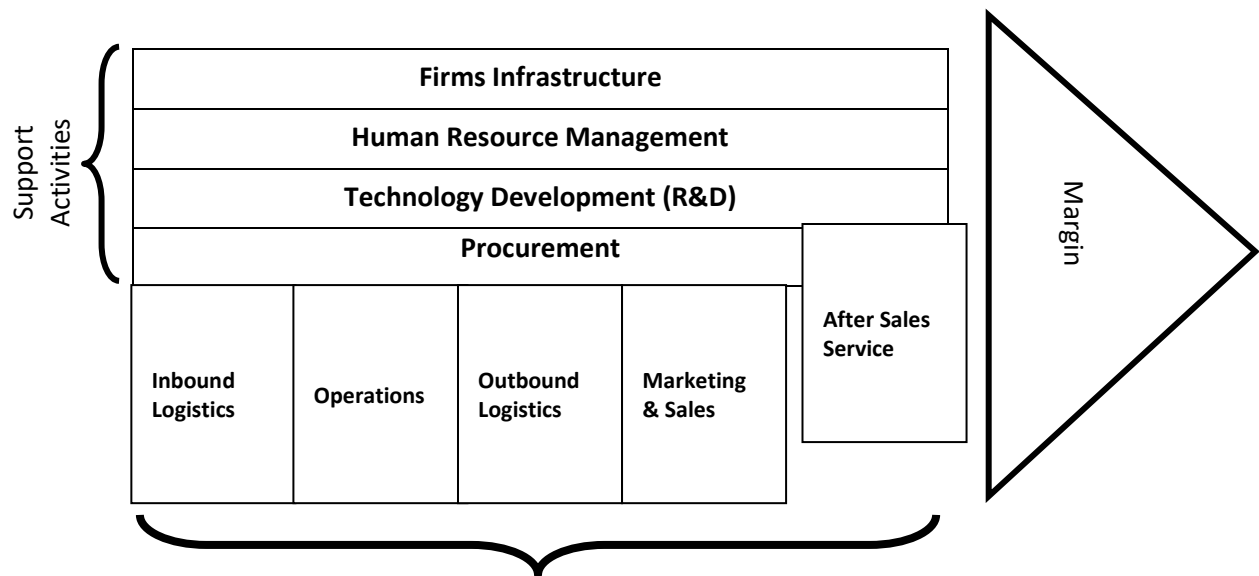 Support
Activities
Firms Infrastructure
Human Resource Management
Technology Development (R&D)
Procurement
Inbound
Logistics
Operations
Outbound
Logistics
Marketing
& Sales
After Sales
Service
Margin